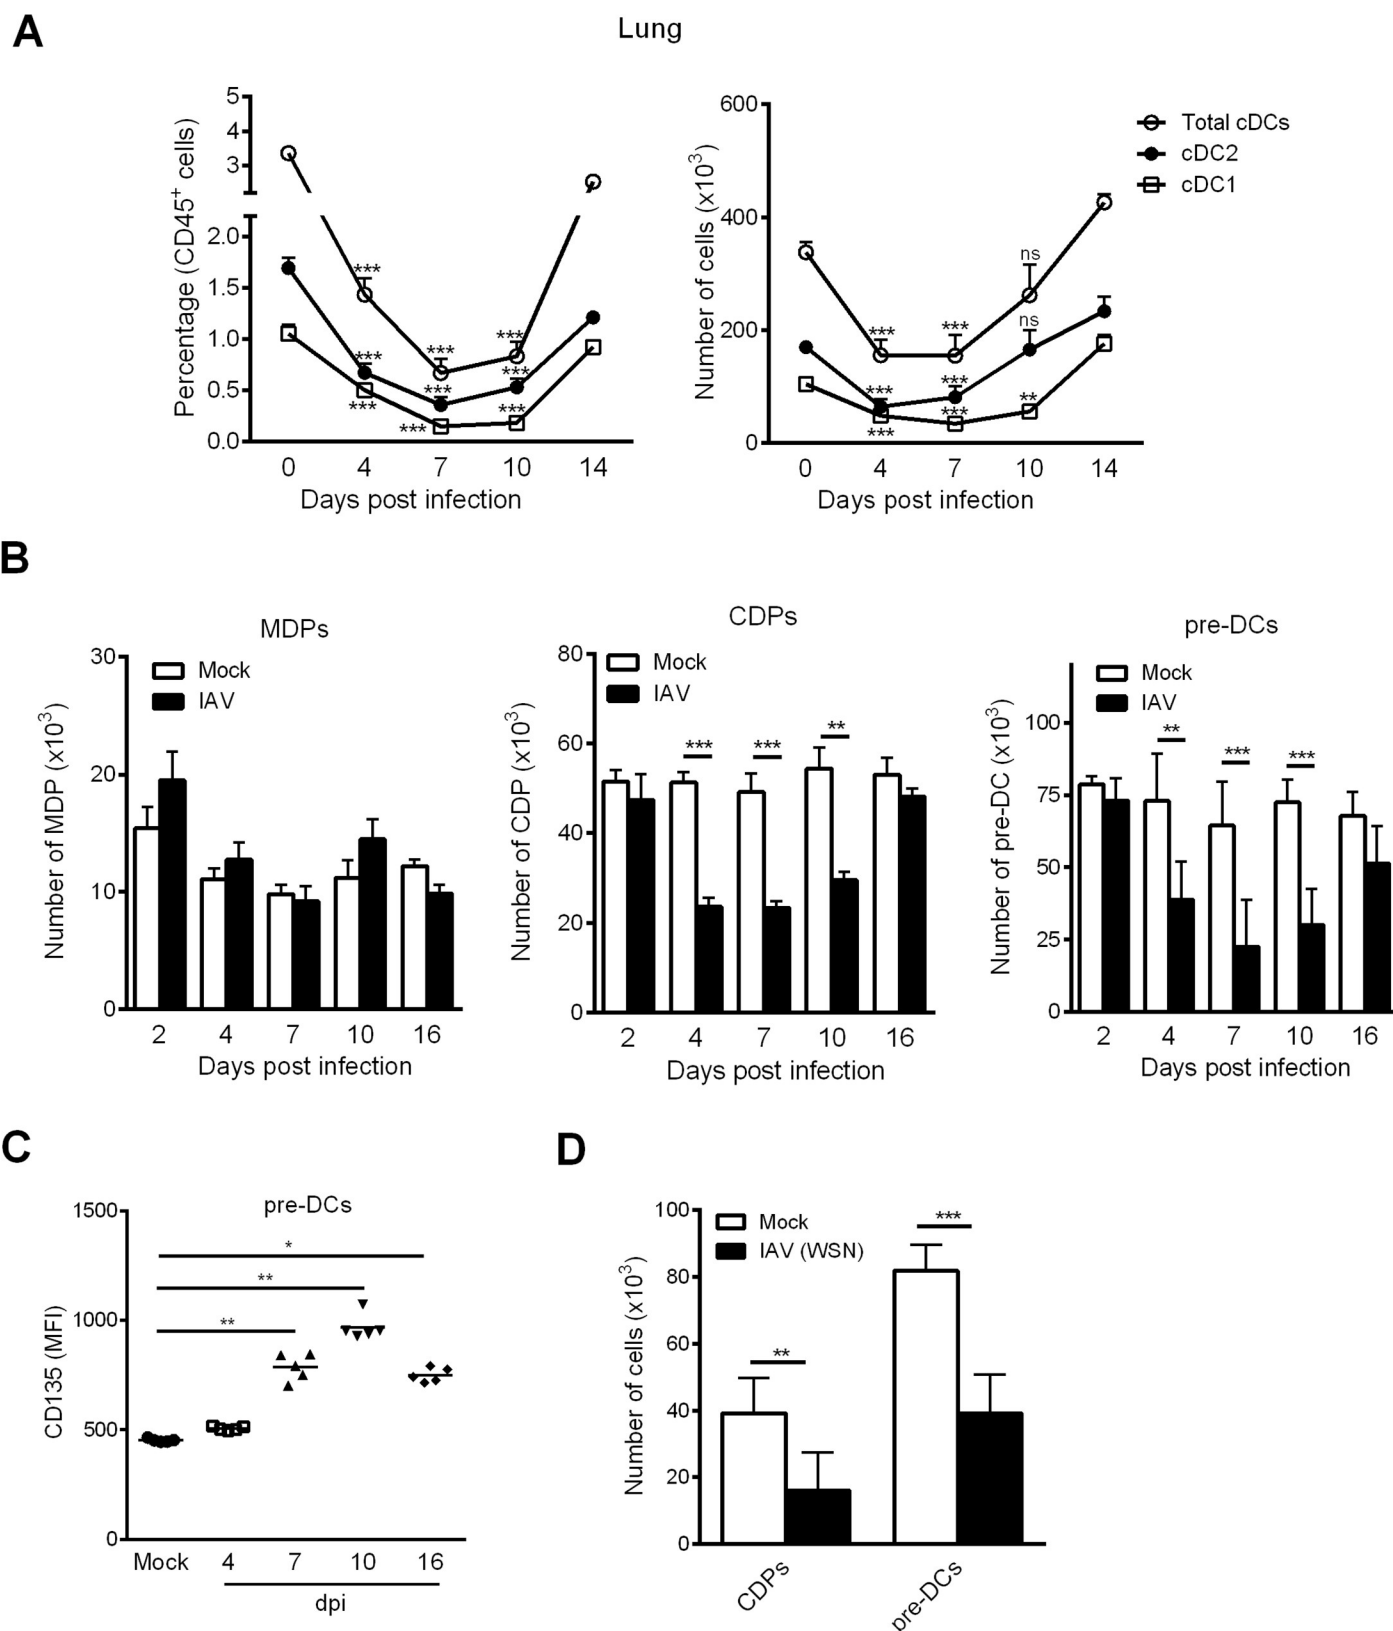 A
Lung
Percentage (CD45+ cells)
5
4
3
2.0
1.5
1.0
0.5
0.0
***
***
***
***
***
***
***
***
***
0
4
7
10
14
Days post infection
Number of cells (x103)
600
400
200
0
***
***
ns
***
***
ns
***
***
**
0
4
7
10
14
Days post infection
Total cDCs
cDC2
cDC1
B
MDPs
Number of MDP (x103)
30
20
10
0
Mock
IAV
2
4
7
10
16
Days post infection
CDPs
Number of CDP (x103)
80
60
40
20
0
Mock
IAV
***
***
**
2
4
7
10
16
Days post infection
pre-DCs
Number of pre-DC (x103)
100
75
50
25
0
Mock
IAV
**
***
***
2
4
7
10
16
Days post infection
C
pre-DCs
CD135 (MFI)
1500
1000
500
0
*
**
**
Mock
4
7
10
16
dpi
D
Number of cells (x103)
100
80
60
40
20
0
Mock
IAV (WSN)
**
***
CDPs
pre-DCs